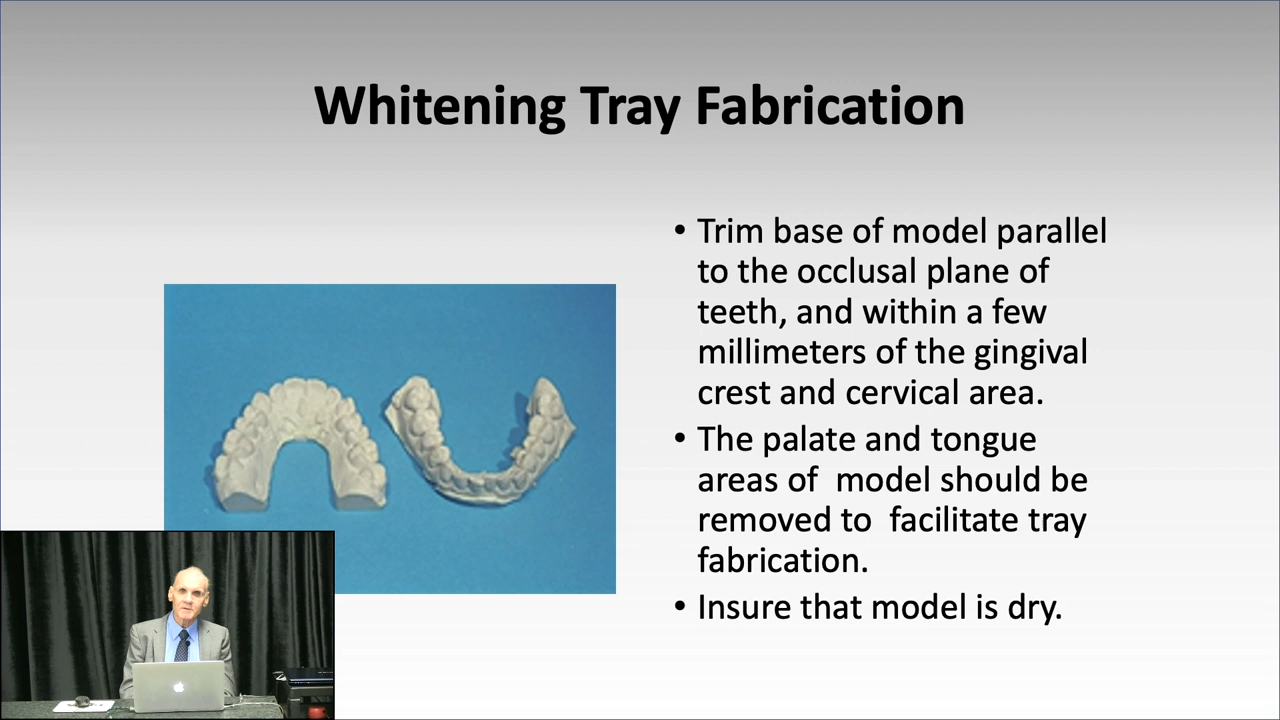 Whitening Tray Fabrication
• Trim base of model parallel
to the occlusal plane of
teeth, and within a few
millimeters of the gingival
crest and cervical area.
• The palate and tongue
areas of  model should be
removed to  facilitate tray
fabrication.
• Insure that model is dry.